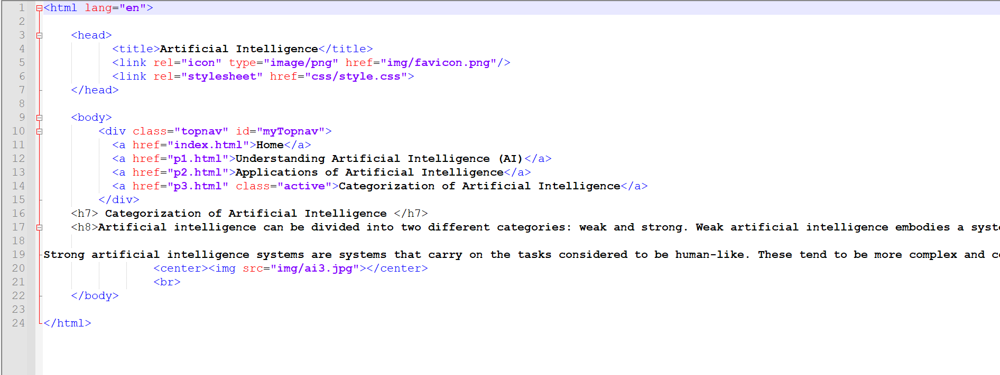 1 <html lang="en">
2
3 <head>
4 <title>Artificial Intelligence</title>
5 <link rel="icon" type="image/png" href="img/favicon.png"/>
6 <link rel="stylesheet" href="css/style.css">
7 </head>
8
9 <body>
10 <div class="topnav" id="myTopnav">
11 <a href="index.html">Home</a>
12 <a href="p1.html">Understanding Artificial Intelligence (AI)</a>
13 <a href="p2.html">Applications of Artificial Intelligence</a>
14 <a href="p3.html" class="active">Categorization of Artificial Intelligence</a>
15 </div>
16 <h7> Categorization of Artificial Intelligence </h7>
17 <h8>Artificial intelligence can be divided into two different categories: weak and strong. Weak artificial intelligence embodies a
18
19 Strong artificial intelligence systems are systems that carry on the tasks considered to be human-like. These tend to be more complex and
20 <center><img src="img/ai3.jpg"></center>
21 <br>
22 </body>
23
24 </html>